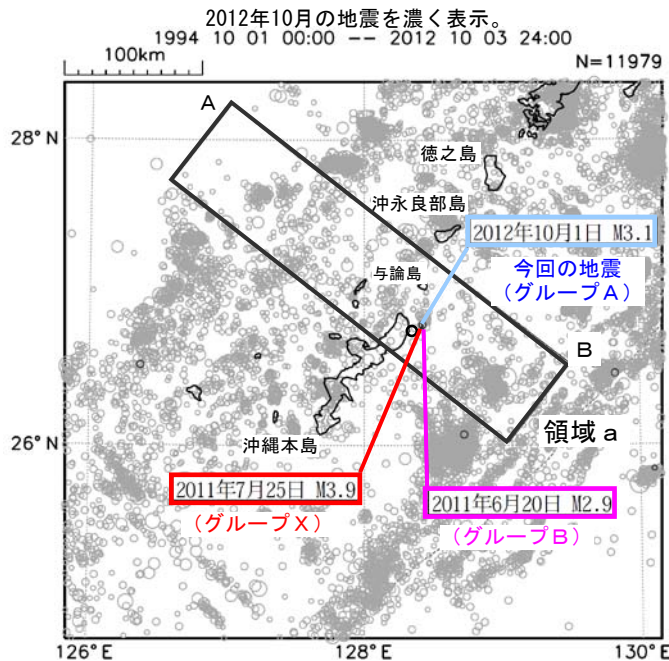 2012年10月の地震を濃く表示。
1994 10 01 00:00 -- 2012 10 03 24:00
100km
N=11979
A
28°N
徳之島
沖永良部島
2012年10月1日 M3.1
与論島
今回の地震
（グループＡ）
B
領域ａ
26°N
沖縄本島
2011年7月25日 M3.9
（グループＸ）
2011年6月20日 M2.9
（グループＢ）
126°E
128°E
130°E